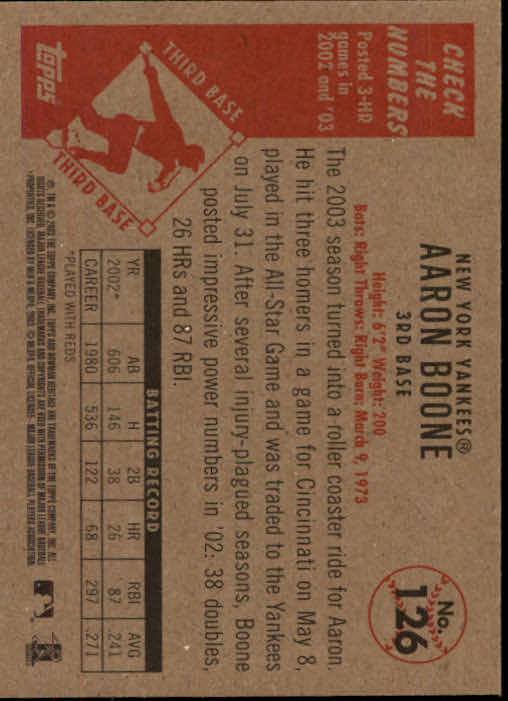 NEW YORK YANKEES®
AARON BOONE
3RD BASE
No.
126
Height: 6'2" Weight: 200
Bats: Right Throws: Right Born: March 9, 1973
CHECK
THE
NUMBERS
Posted 3-HR
games in
2002 and '03
The 2003 season turned into a roller coaster ride for Aaron.
He hit three homers in a game for Cincinnati on May 8,
played in the All-Star Game and was traded to the Yankees
on July 31. After several injury-plagued seasons, Boone
posted impressive power numbers in '02: 38 doubles,
26 HRs and 87 RBI.
THIRD BASE
THIRD BASE
BATTING RECORD
YR AB H 2B HR RBI AVG
2002* 606 146 38 26 87 .241
CAREER 1980 536 122 68 297 .271
*PLAYED WITH REDS.
Topps